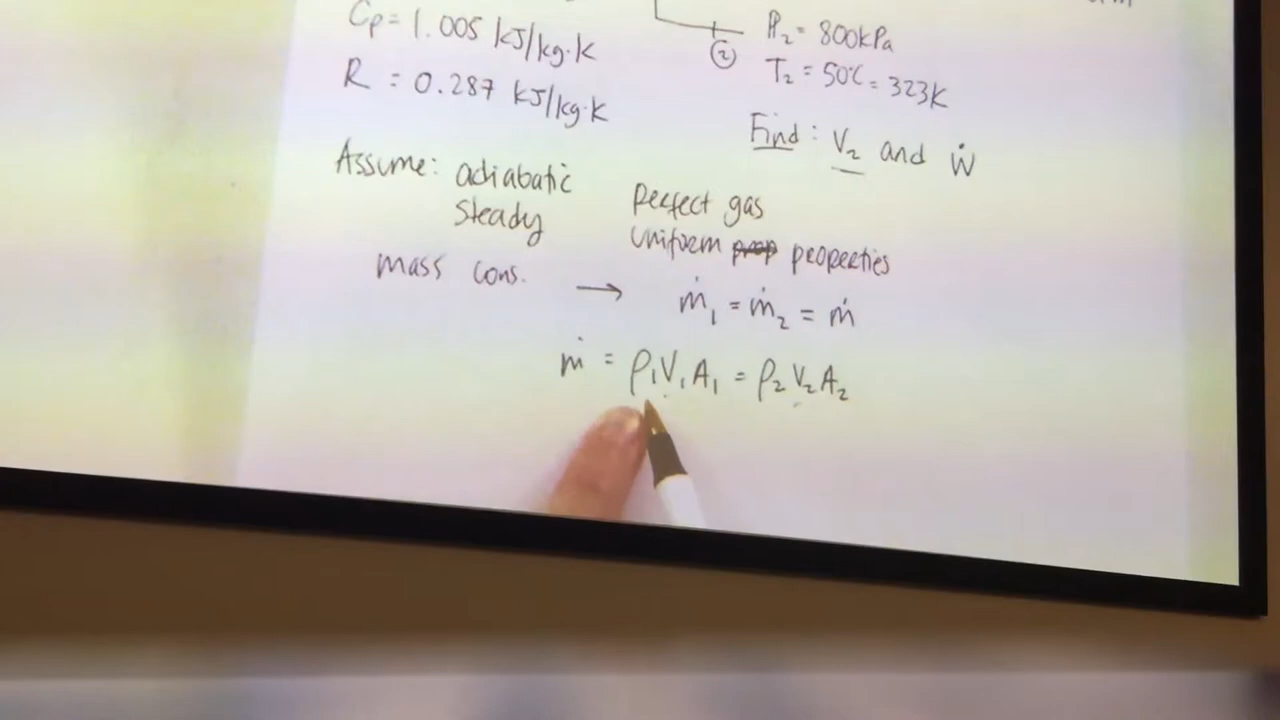 Cp = 1.005 kJ/kg·K
R = 0.287 kJ/kg·K
②
P₂ = 800kPa
T₂ = 50°C = 323K
Find: V₂ and Ẇ
Assume: adiabatic
Steady
Perfect gas
Uniform properties
mass cons. → ṁ₁ = ṁ₂ = ṁ
ṁ = ρ₁V₁A₁ = ρ₂V₂A₂